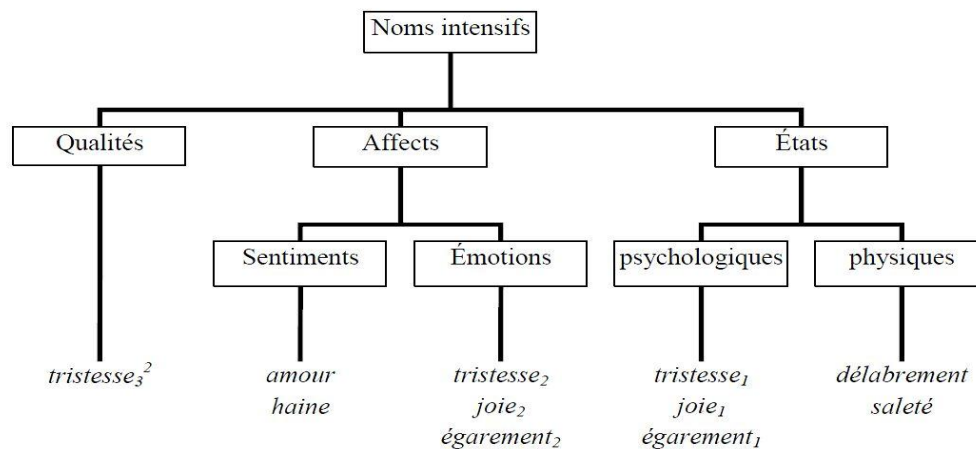 Noms intensifs
Qualités
Affects
États
Sentiments
Émotions
psychologiques
physiques
tristesse₃²
amour
haine
tristesse₂
joie₂
égarement₂
tristesse₁
joie₁
égarement₁
délabrement
saleté